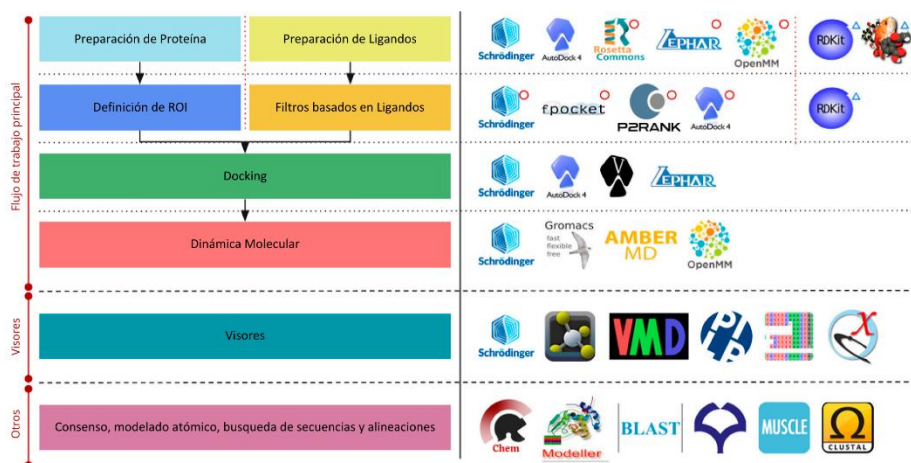 Flujo de trabajo principal
Preparación de Proteína
Preparación de Ligandos
Schrödinger
AutoDock 4
Rosetta
Commons
LEPHAR
OpenMM
RDKit
Definición de ROI
Filtros basados en Ligandos
Schrödinger
fpocket
P2RANK
AutoDock 4
RDKit
Docking
Schrödinger
AutoDock 4
V
LEPHAR
Dinámica Molecular
Schrödinger
Gromacs
fast
flexible
free
AMBER
MD
OpenMM
Visores
Visores
Schrödinger
VMD
PLIP
X
Otros
Consenso, modelado atómico, busqueda de secuencias y alineaciones
Chem
Modeller
BLAST
MUSCLE
Ω
CLUSTAL